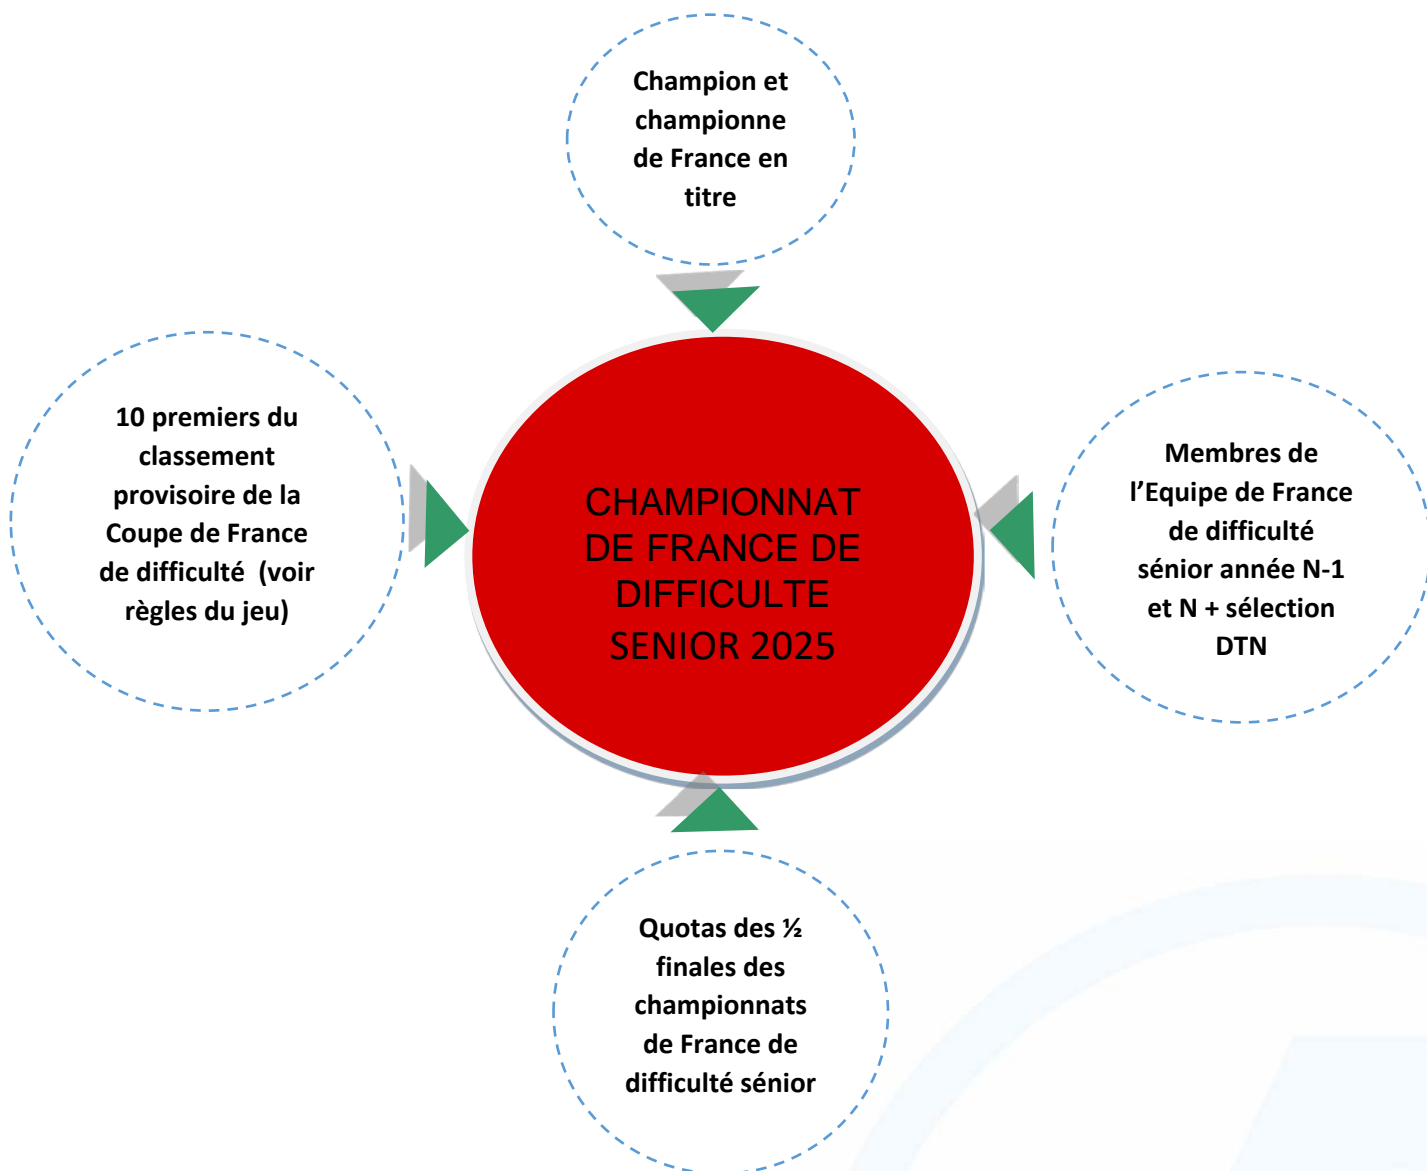 Champion et
championne
de France en
titre
10 premiers du
classement
provisoire de la
Coupe de France
de difficulté  (voir
règles du jeu)
CHAMPIONNAT
DE FRANCE DE
DIFFICULTE
SENIOR 2025
Membres de
l’Equipe de France
de difficulté
sénior année N-1
et N + sélection
DTN
Quotas des ½
finales des
championnats
de France de
difficulté sénior